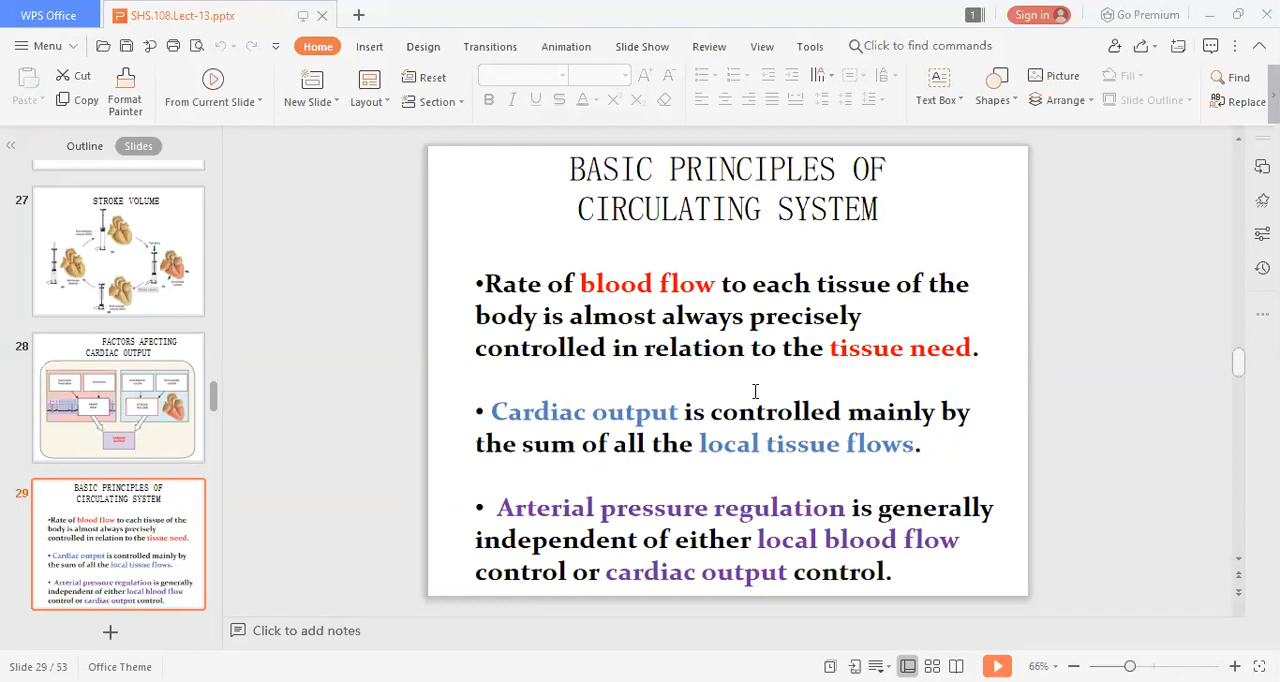 WPS Office
SHS.108.Lect-13.pptx
1
Sign in
Go Premium
Menu
Home
Insert
Design
Transitions
Animation
Slide Show
Review
View
Tools
Click to find commands
Paste
Cut
Copy
Format
Painter
From Current Slide
New Slide
Layout
Reset
Section
B I U S A
Text Box
Shapes
Picture
Arrange
Fill
Slide Outline
Find
Replace
Outline
Slides
27
STROKE VOLUME
28
FACTORS AFECTING
CARDIAC OUTPUT
29
BASIC PRINCIPLES OF
CIRCULATING SYSTEM
•Rate of blood flow to each tissue of the
body is almost always precisely
controlled in relation to the tissue need.
• Cardiac output is controlled mainly by
the sum of all the local tissue flows.
• Arterial pressure regulation is generally
independent of either local blood flow
control or cardiac output control.
BASIC PRINCIPLES OF
CIRCULATING SYSTEM
•Rate of blood flow to each tissue of the
body is almost always precisely
controlled in relation to the tissue need.
• Cardiac output is controlled mainly by
the sum of all the local tissue flows.
• Arterial pressure regulation is generally
independent of either local blood flow
control or cardiac output control.
Click to add notes
Slide 29 / 53
Office Theme
66%